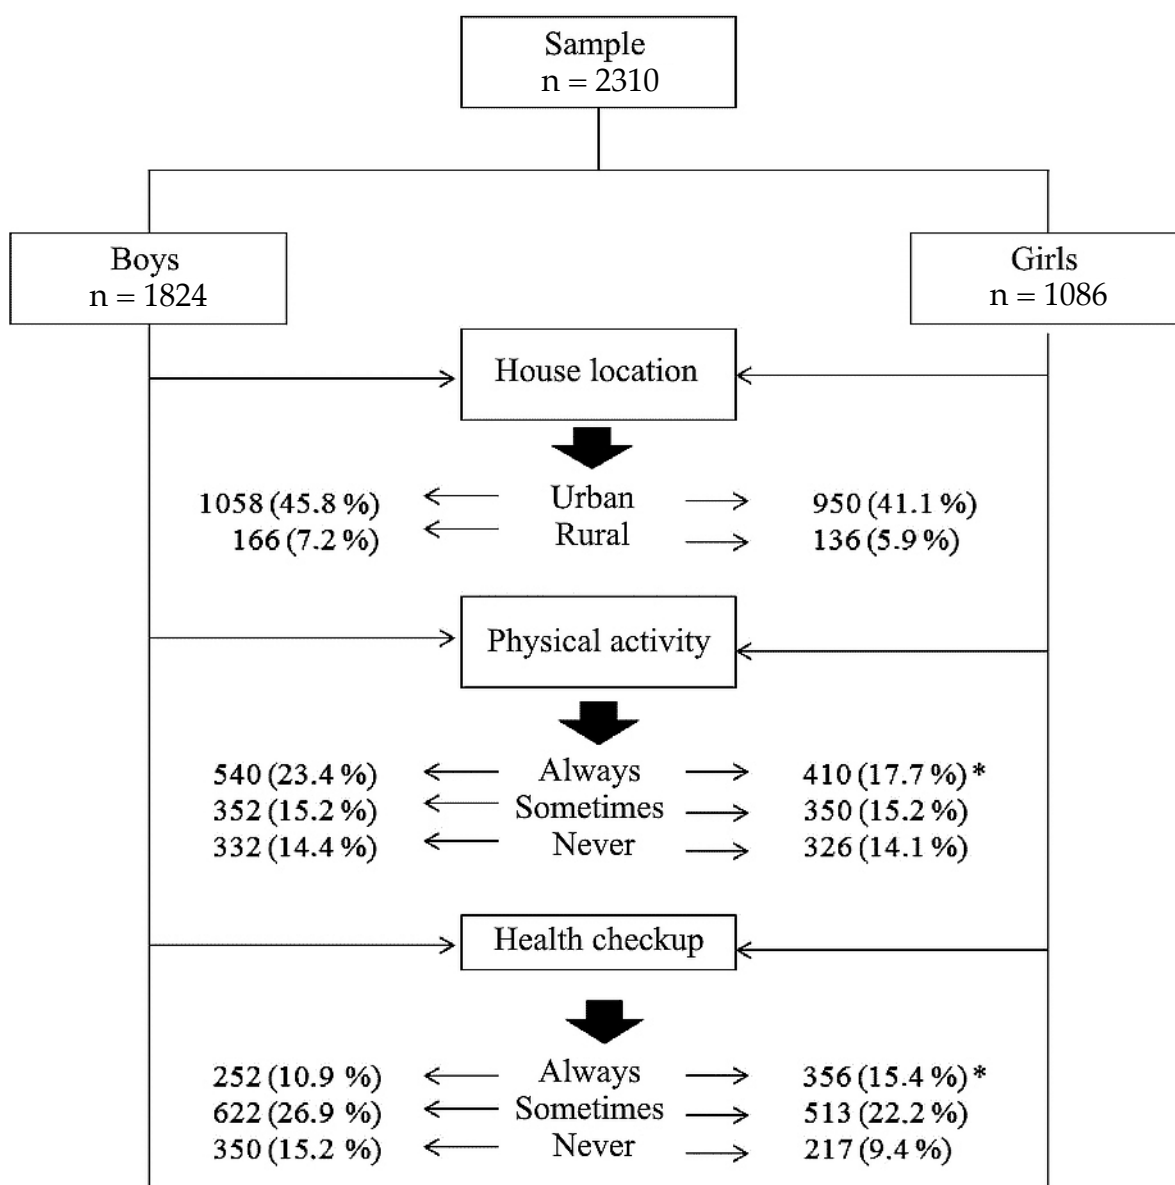 Sample
n = 2310
Boys
n = 1824
Girls
n = 1086
House location
1058 (45.8 %) Urban 950 (41.1 %)
166 (7.2 %) Rural 136 (5.9 %)
Physical activity
540 (23.4 %) Always 410 (17.7 %) *
352 (15.2 %) Sometimes 350 (15.2 %)
332 (14.4 %) Never 326 (14.1 %)
Health checkup
252 (10.9 %) Always 356 (15.4 %) *
622 (26.9 %) Sometimes 513 (22.2 %)
350 (15.2 %) Never 217 (9.4 %)